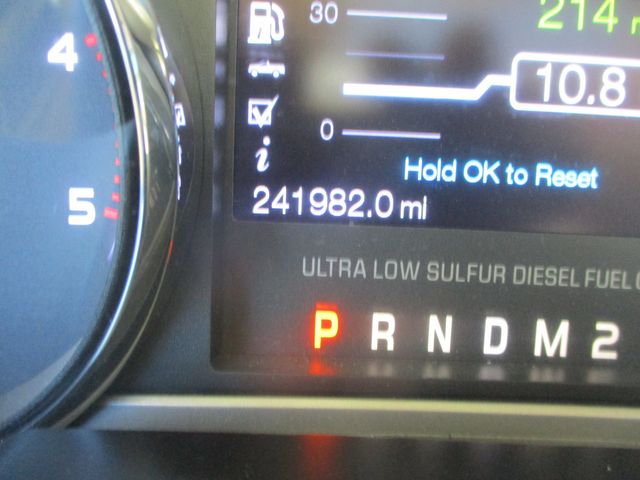 4
5
30
214
10.8
0
i
Hold OK to Reset
241982.0 mi
ULTRA LOW SULFUR DIESEL FUEL
P R N D M 2